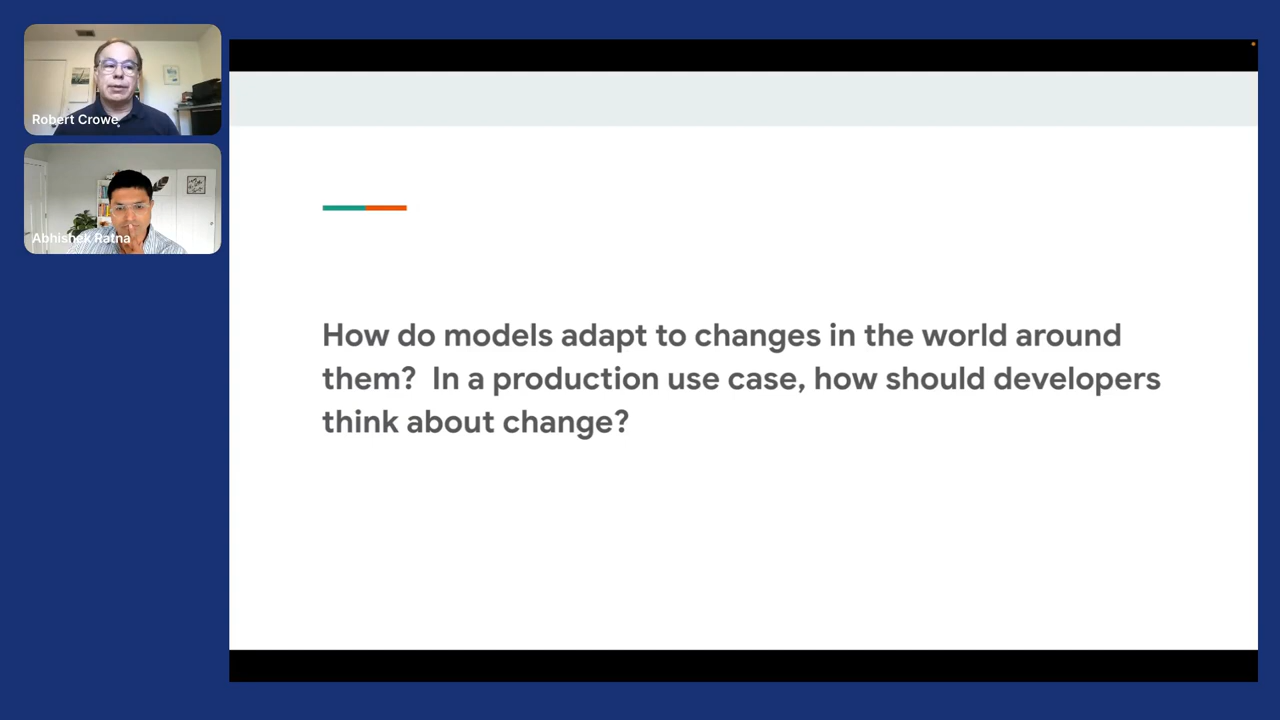 Robert Crowe
Abhishek Ratna
How do models adapt to changes in the world around
them?  In a production use case, how should developers
think about change?